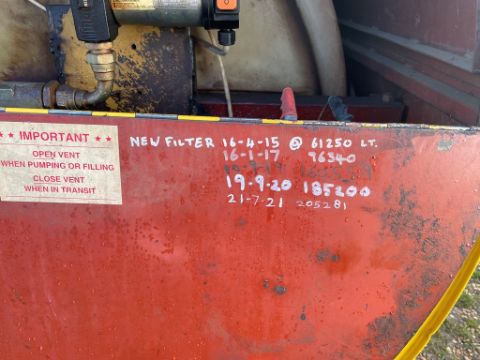 ★ ★ IMPORTANT ★ ★
OPEN VENT
WHEN PUMPING OR FILLING
CLOSE VENT
WHEN IN TRANSIT
NEW FILTER 16-4-15 @ 61250 LT.
16-1-17 96340
19-9-20 185200
21-7-21 205281